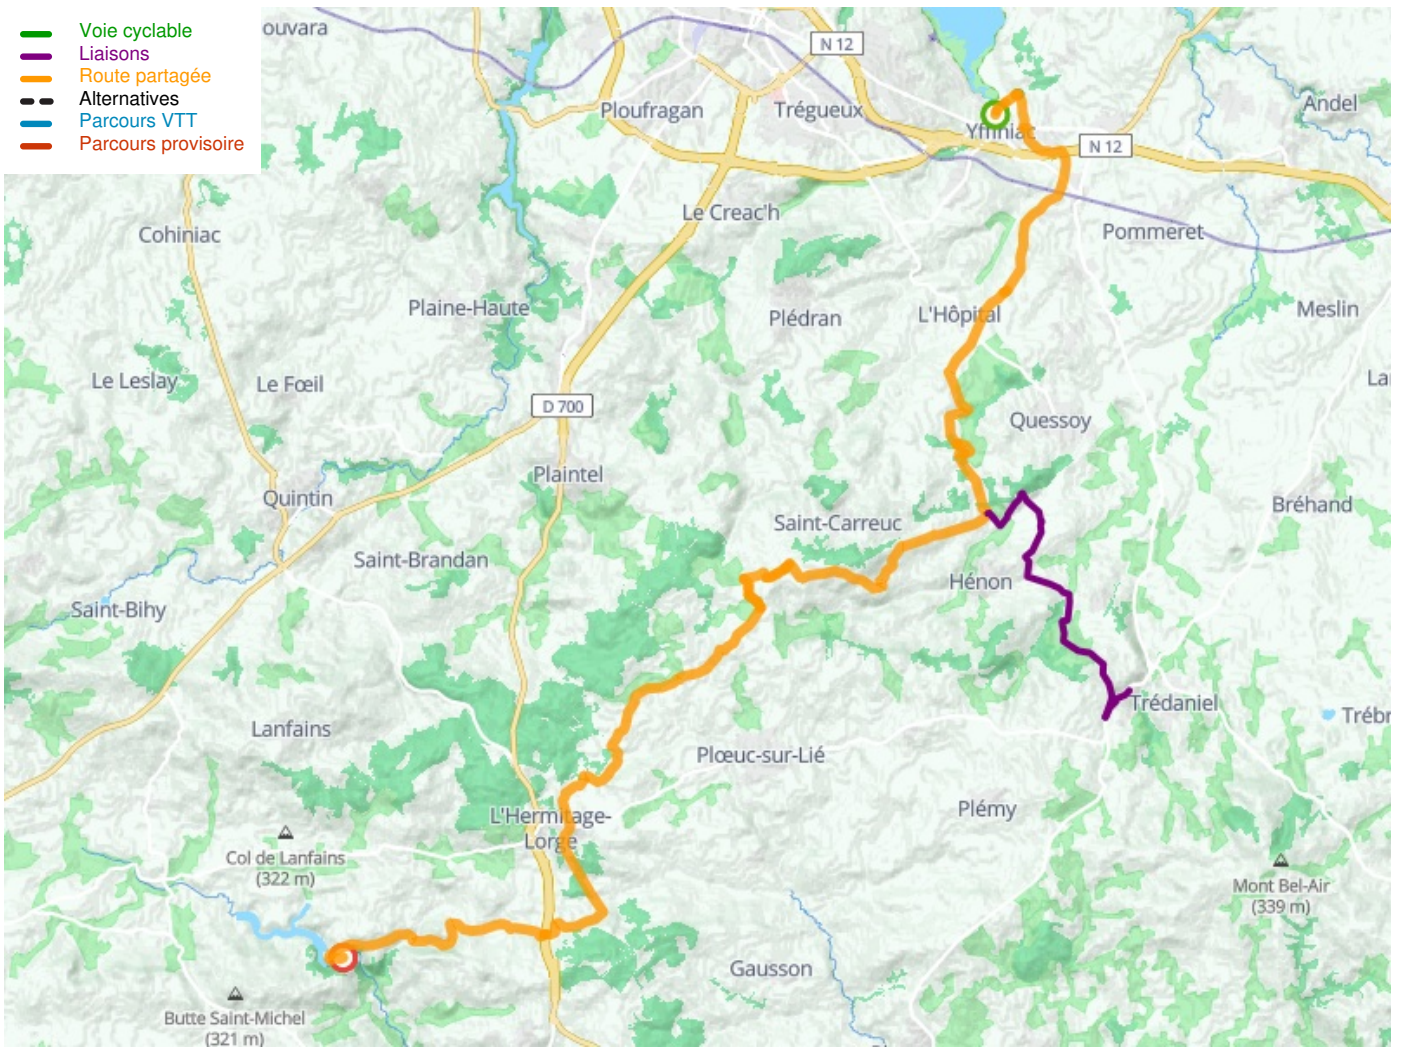 Voie cyclable
Liaisons
Route partagée
Alternatives
Parcours VTT
Parcours provisoire
ouvara
N 12
Ploufragan
Trégueux
Andel
Yffiniac
N 12
Le Creac'h
Cohiniac
Pommeret
Plaine-Haute
Plédran
L'Hôpital
Meslin
Le Leslay
Le Fœil
La
D 700
Quessoy
Plaintel
Quintin
Bréhand
Saint-Carreuc
Saint-Brandan
Hénon
Saint-Bihy
Trédaniel
Trébr
Lanfains
Plœuc-sur-Lié
L'Hermitage-
Lorge
Plémy
Col de Lanfains
(322 m)
Mont Bel-Air
(339 m)
Gausson
Butte Saint-Michel
(321 m)